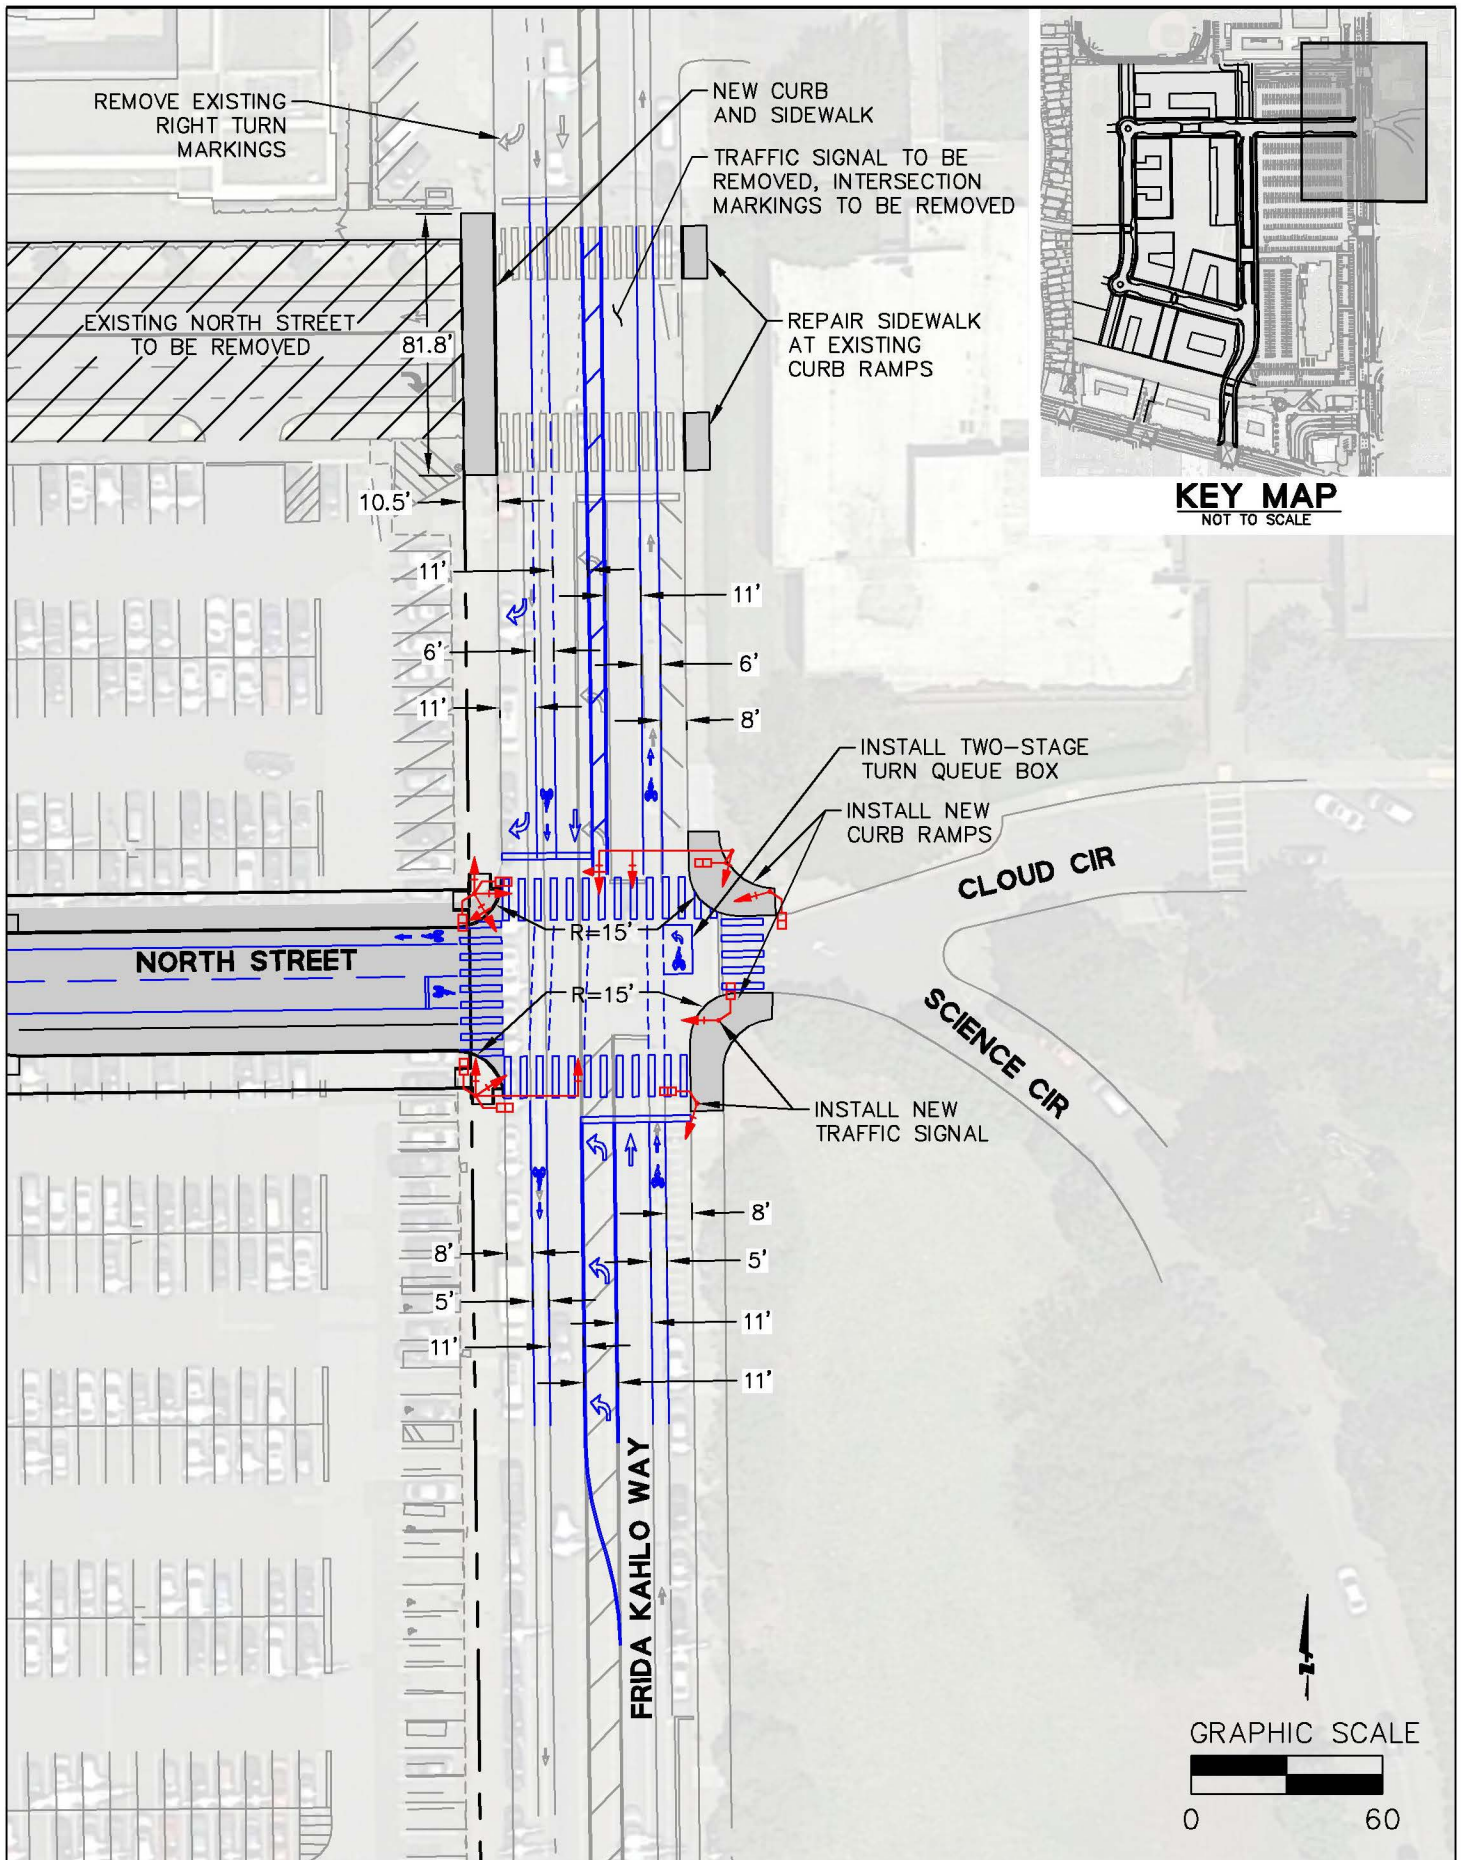 REMOVE EXISTING
RIGHT TURN
MARKINGS
NEW CURB
AND SIDEWALK
TRAFFIC SIGNAL TO BE
REMOVED, INTERSECTION
MARKINGS TO BE REMOVED
EXISTING NORTH STREET
TO BE REMOVED
81.8'
REPAIR SIDEWALK
AT EXISTING
CURB RAMPS
KEY MAP
NOT TO SCALE
10.5'
11'
11'
6'
6'
11'
8'
INSTALL TWO-STAGE
TURN QUEUE BOX
INSTALL NEW
CURB RAMPS
CLOUD CIR
R=15'
NORTH STREET
R=15'
SCIENCE CIR
INSTALL NEW
TRAFFIC SIGNAL
8'
8'
5'
5'
11'
11'
11'
FRIDA KAHLO WAY
N
GRAPHIC SCALE
0 60